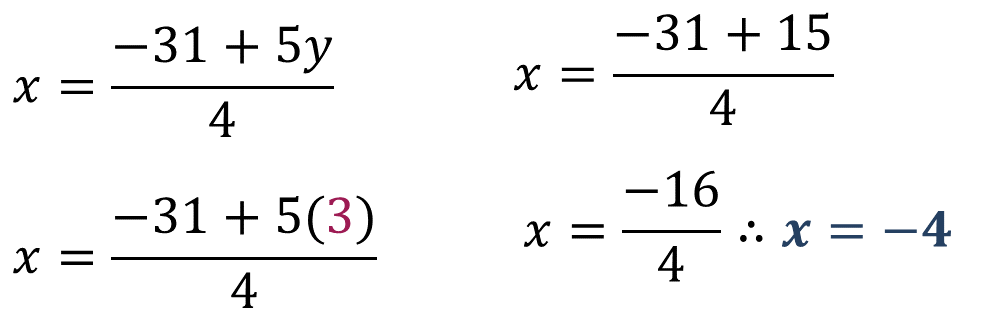 x = (−31 + 5y)/4
x = (−31 + 5(3))/4
x = (−31 + 15)/4
x = −16/4 ∴ x = −4